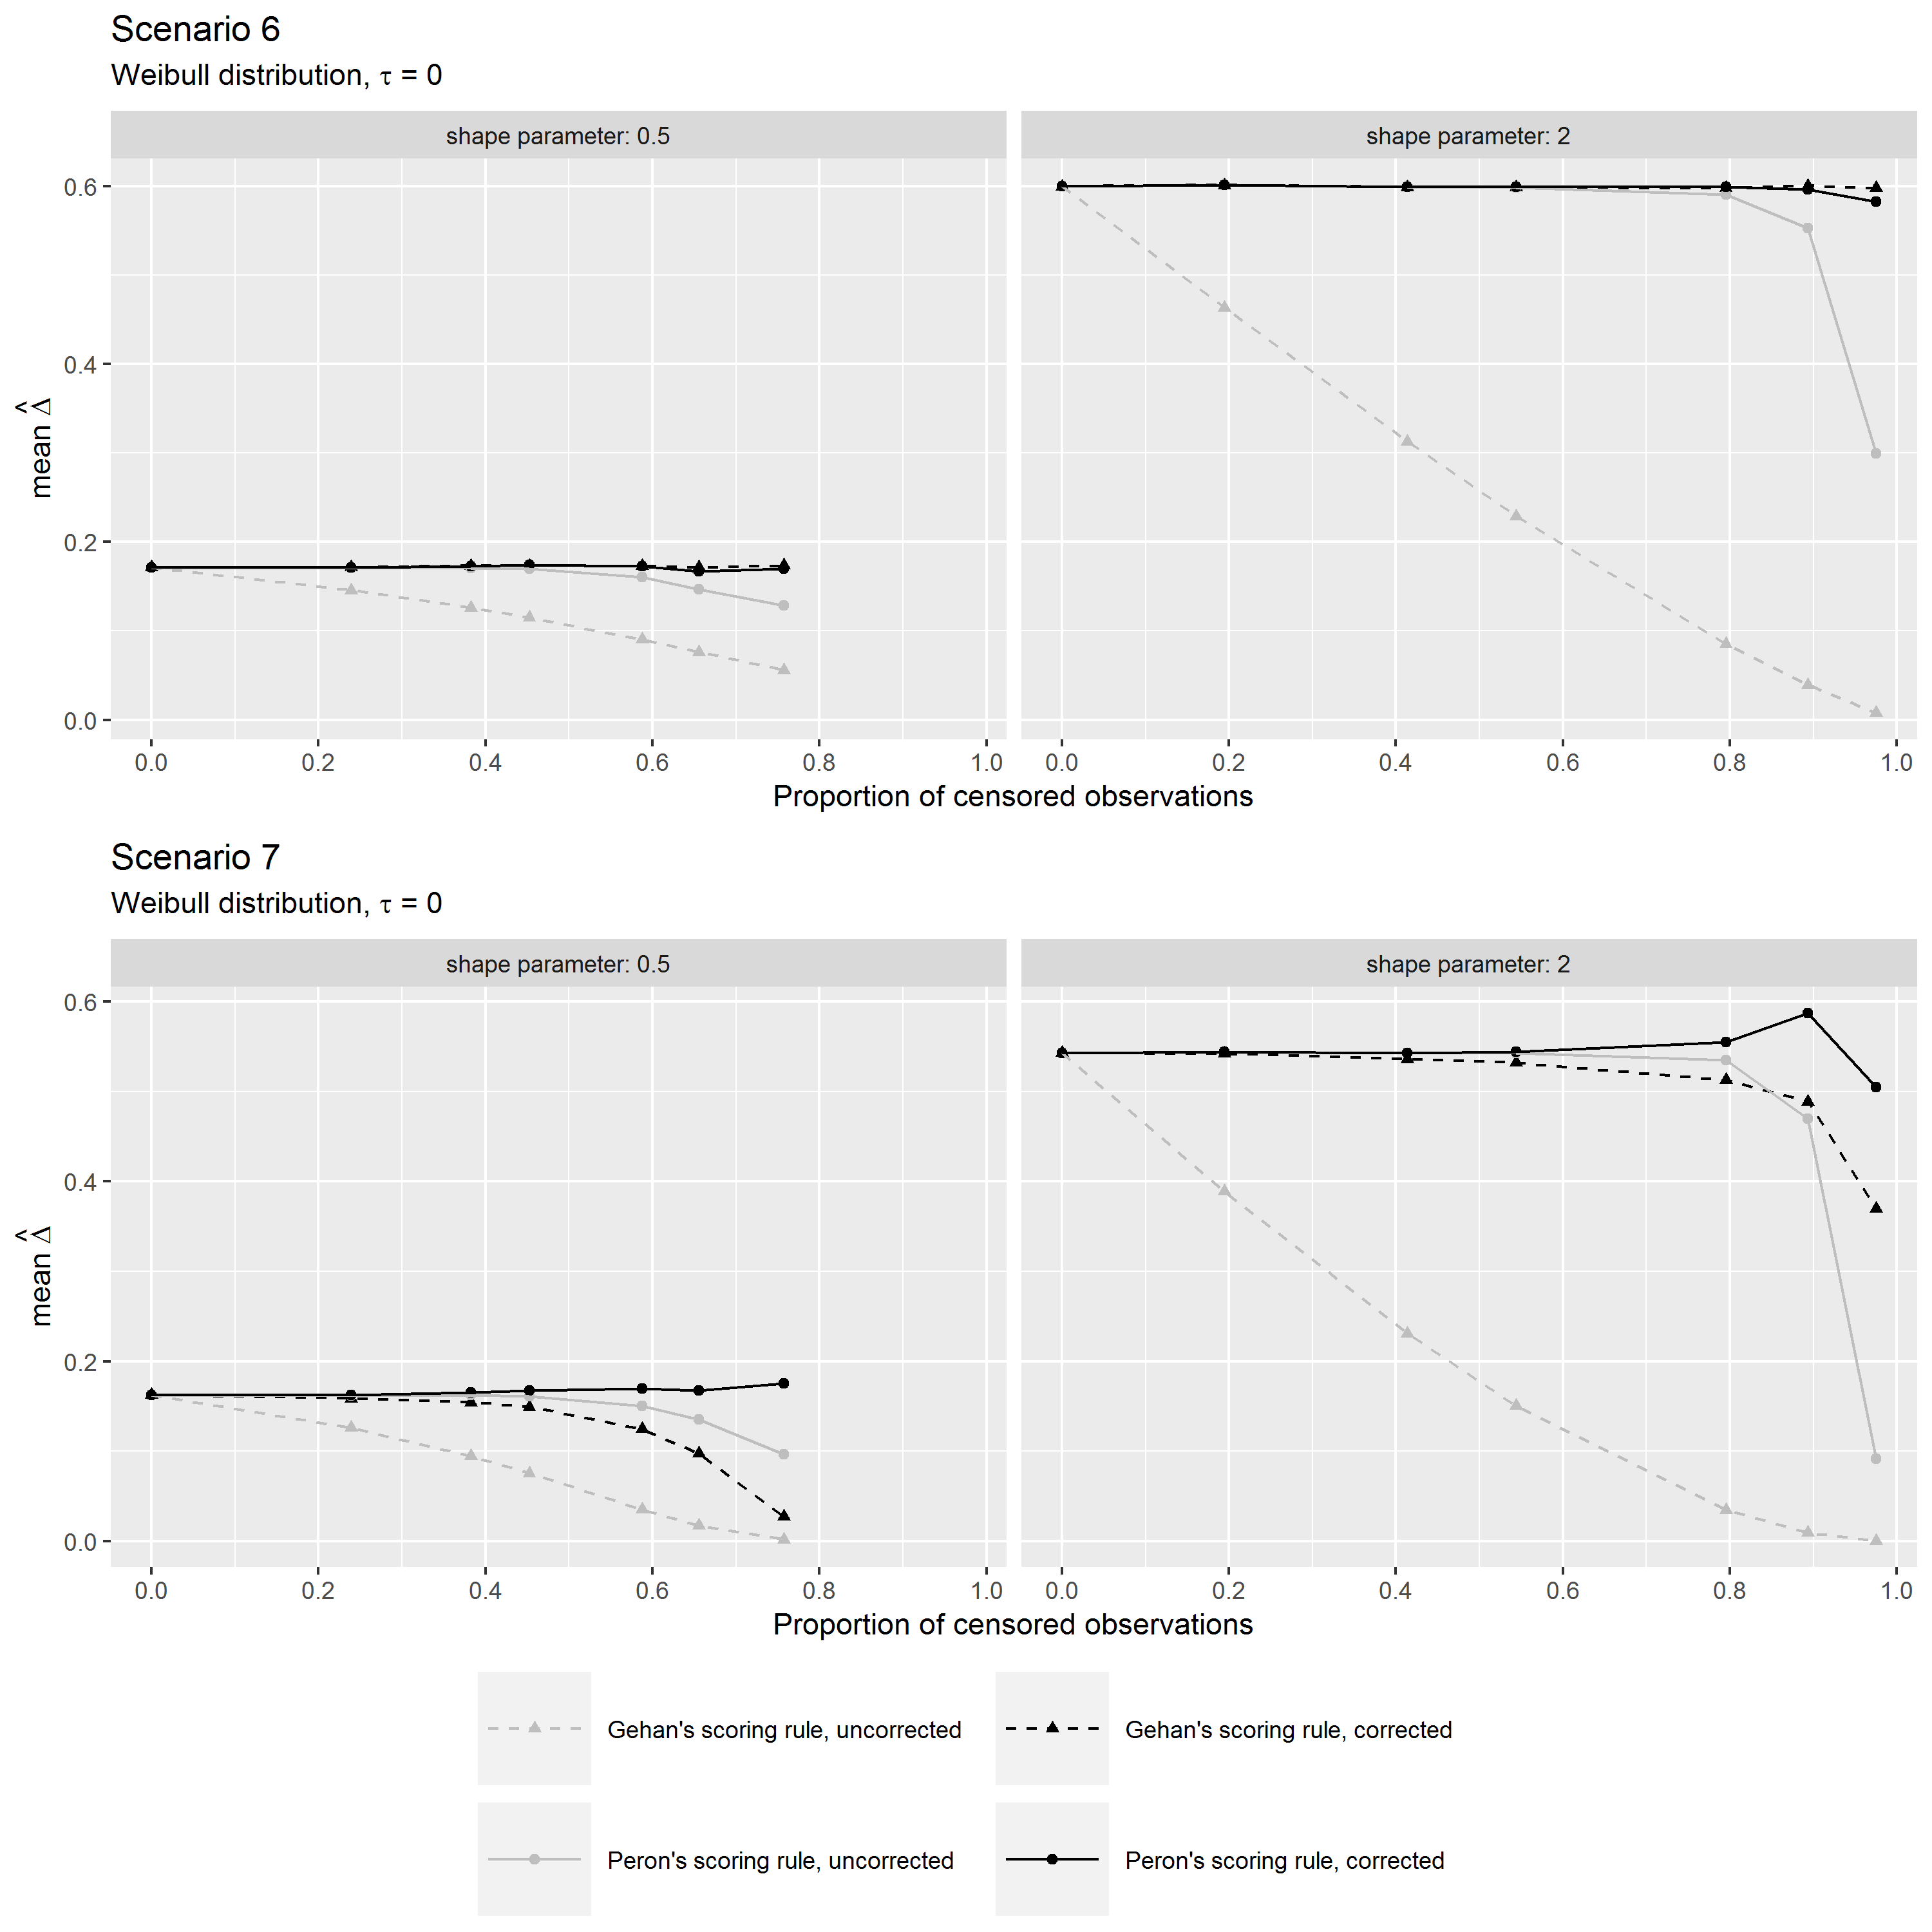 Scenario 6
Weibull distribution, τ = 0
shape parameter: 0.5
shape parameter: 2
0.6
0.4
0.2
0.0
mean Δ̂
0.0 0.2 0.4 0.6 0.8 1.0
0.0 0.2 0.4 0.6 0.8 1.0
Proportion of censored observations
Scenario 7
Weibull distribution, τ = 0
shape parameter: 0.5
shape parameter: 2
0.6
0.4
0.2
0.0
mean Δ̂
0.0 0.2 0.4 0.6 0.8 1.0
0.0 0.2 0.4 0.6 0.8 1.0
Proportion of censored observations
Gehan's scoring rule, uncorrected
Gehan's scoring rule, corrected
Peron's scoring rule, uncorrected
Peron's scoring rule, corrected